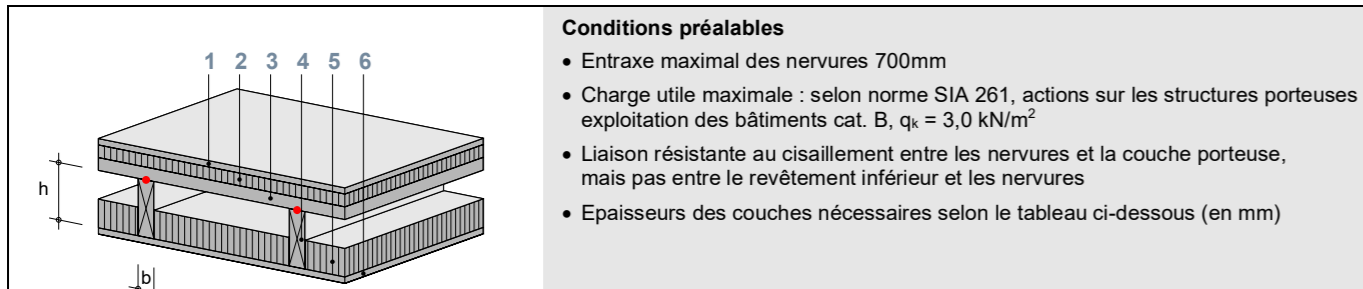 1 2 3 4 5 6
h
b
Conditions préalables
• Entraxe maximal des nervures 700mm
• Charge utile maximale : selon norme SIA 261, actions sur les structures porteuses
exploitation des bâtiments cat. B, qk = 3,0 kN/m²
• Liaison résistante au cisaillement entre les nervures et la couche porteuse,
mais pas entre le revêtement inférieur et les nervures
• Epaisseurs des couches nécessaires selon le tableau ci-dessous (en mm)